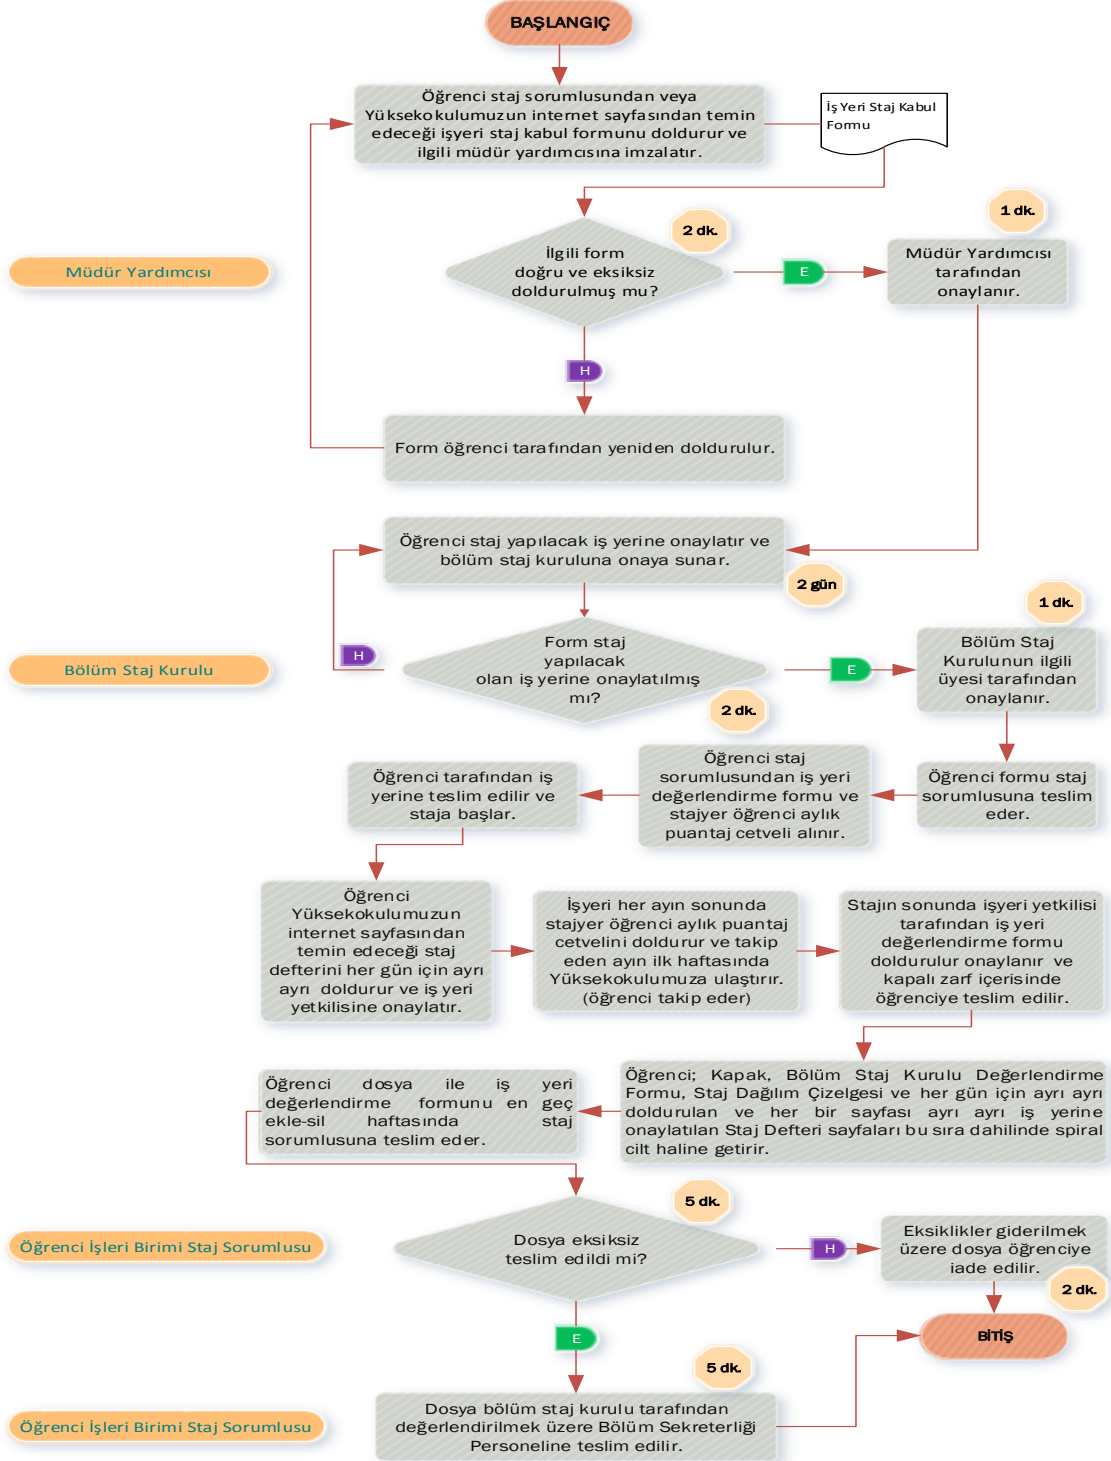 BAŞLANGIÇ
Öğrenci staj sorumlusundan veya
Yüksekokulumuzun internet sayfasından temin
edeceği işyeri staj kabul formunu doldurur ve
ilgili müdür yardımcısına imzalatır.
İş Yeri Staj Kabul
Formu
2 dk.
1 dk.
Müdür Yardımcısı
İlgili form
doğru ve eksiksiz
doldurulmuş mu?
E
Müdür Yardımcısı
tarafından
onaylanır.
H
Form öğrenci tarafından yeniden doldurulur.
Öğrenci staj yapılacak iş yerine onaylatır ve
bölüm staj kuruluna onaya sunar.
2 gün
1 dk.
Bölüm Staj Kurulu
H
Form staj
yapılacak
olan iş yerine onaylatılmış
mı?
E
2 dk.
Bölüm Staj
Kurulunun ilgili
üyesi tarafından
onaylanır.
Öğrenci formu staj
sorumlusuna teslim
eder.
Öğrenci staj
sorumlusundan iş yeri
değerlendirme formu ve
stajyer öğrenci aylık
puantaj cetveli alınır.
Öğrenci tarafından iş
yerine teslim edilir ve
staja başlar.
Öğrenci
Yüksekokulumuzun
internet sayfasından
temin edeceği staj
defterini her gün için ayrı
ayrı doldurur ve iş yeri
yetkilisine onaylatır.
İşyeri her ayın sonunda
stajyer öğrenci aylık puantaj
cetvelini doldurur ve takip
eden ayın ilk haftasında
Yüksekokulumuza ulaştırır.
(öğrenci takip eder)
Stajın sonunda işyeri yetkilisi
tarafından iş yeri
değerlendirme formu
doldurulur onaylanır ve
kapalı zarf içerisinde
öğrenciye teslim edilir.
Öğrenci; Kapak, Bölüm Staj Kurulu Değerlendirme
Formu, Staj Dağılım Çizelgesi ve her gün için ayrı ayrı
doldurulan ve her bir sayfası ayrı ayrı iş yerine
onaylatılan Staj Defteri sayfaları bu sıra dahilinde spiral
cilt haline getirir.
Öğrenci dosya ile iş yeri
değerlendirme formunu en geç
ekle-sil haftasında staj
sorumlusuna teslim eder.
5 dk.
Öğrenci İşleri Birimi Staj Sorumlusu
Dosya eksiksiz
teslim edildi mi?
H
Eksiklikler giderilmek
üzere dosya öğrenciye
iade edilir.
2 dk.
E
BİTİŞ
5 dk.
Öğrenci İşleri Birimi Staj Sorumlusu
Dosya bölüm staj kurulu tarafından
değerlendirilmek üzere Bölüm Sekreterliği
Personeline teslim edilir.